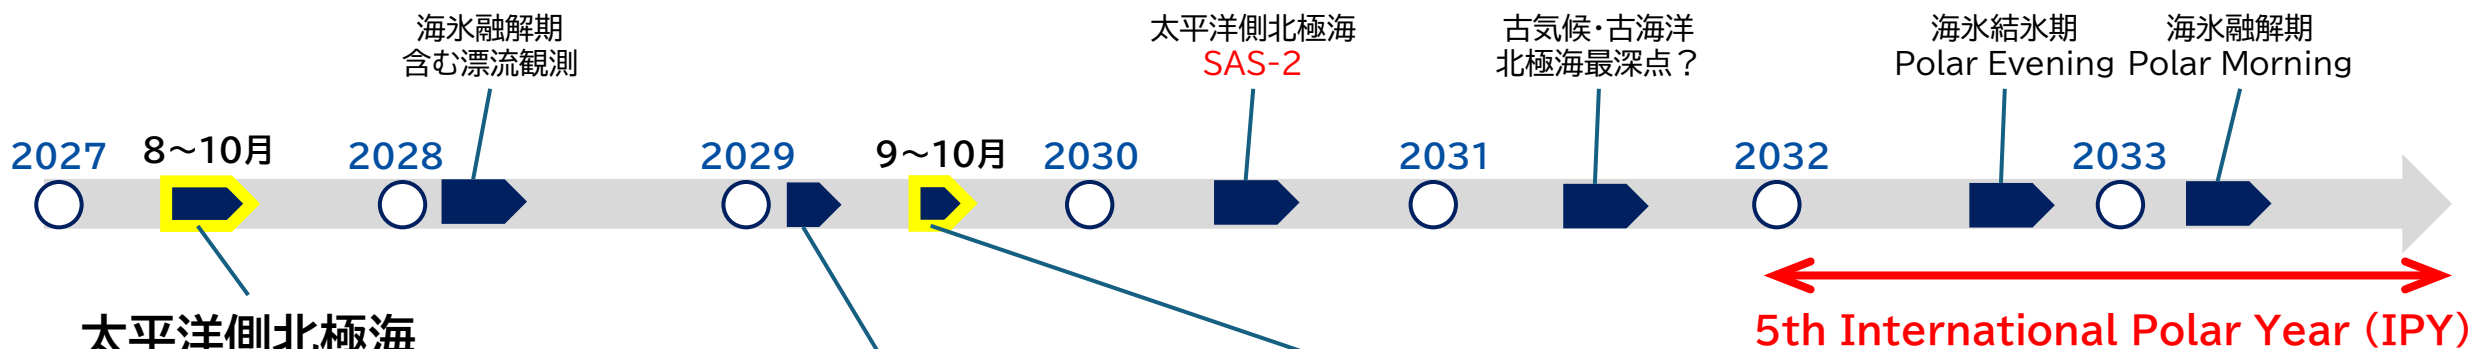 海氷融解期
含む漂流観測
太平洋側北極海
SAS-2
古気候・古海洋
北極海最深点？
海氷結氷期
Polar Evening
海氷融解期
Polar Morning
2027
8～10月
2028
2029
9～10月
2030
2031
2032
2033
太平洋側北極海
5th International Polar Year (IPY)